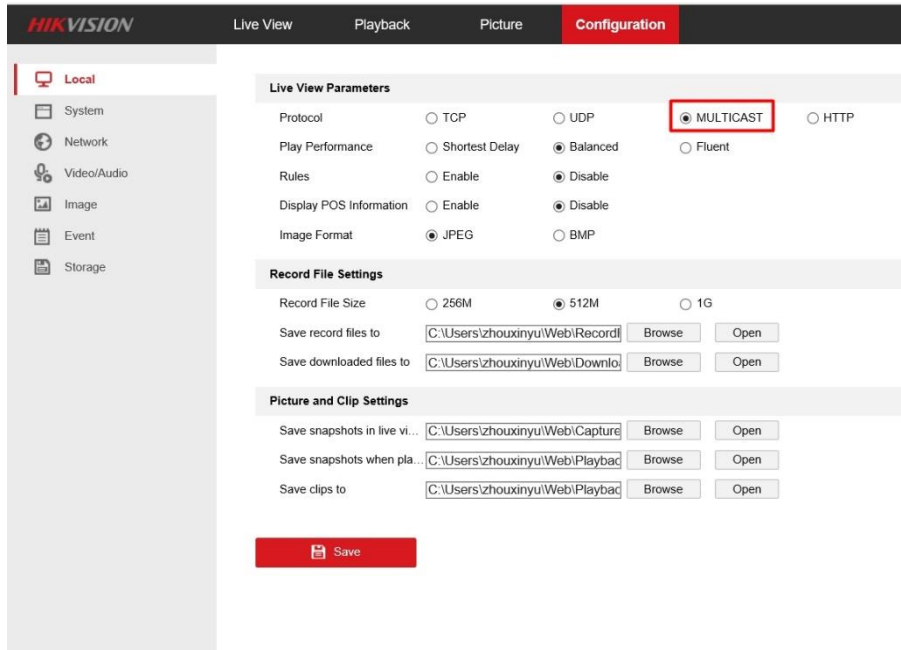 HIKVISION Live View Playback Picture Configuration
Local
System
Network
Video/Audio
Image
Event
Storage
Live View Parameters
Protocol TCP UDP MULTICAST HTTP
Play Performance Shortest Delay Balanced Fluent
Rules Enable Disable
Display POS Information Enable Disable
Image Format JPEG BMP
Record File Settings
Record File Size 256M 512M 1G
Save record files to C:\Users\zhouxinyu\Web\RecordF Browse Open
Save downloaded files to C:\Users\zhouxinyu\Web\Downloa Browse Open
Picture and Clip Settings
Save snapshots in live vi... C:\Users\zhouxinyu\Web\Capture Browse Open
Save snapshots when pla... C:\Users\zhouxinyu\Web\Playbac Browse Open
Save clips to C:\Users\zhouxinyu\Web\Playbac Browse Open
Save